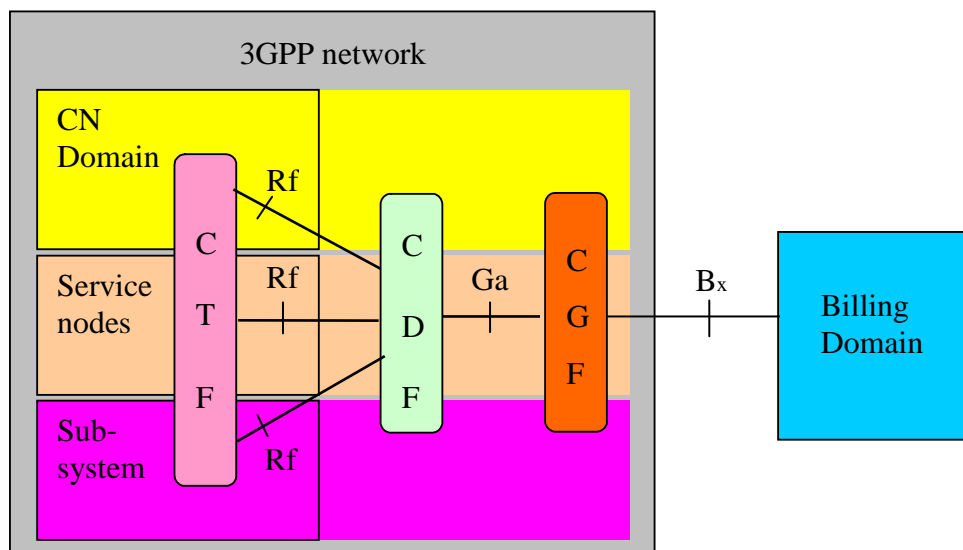 3GPP network
CN
Domain
Rf
C
T
F
Service
nodes
Rf
Sub-
system
Rf
C
D
F
Ga
C
G
F
Bx
Billing
Domain